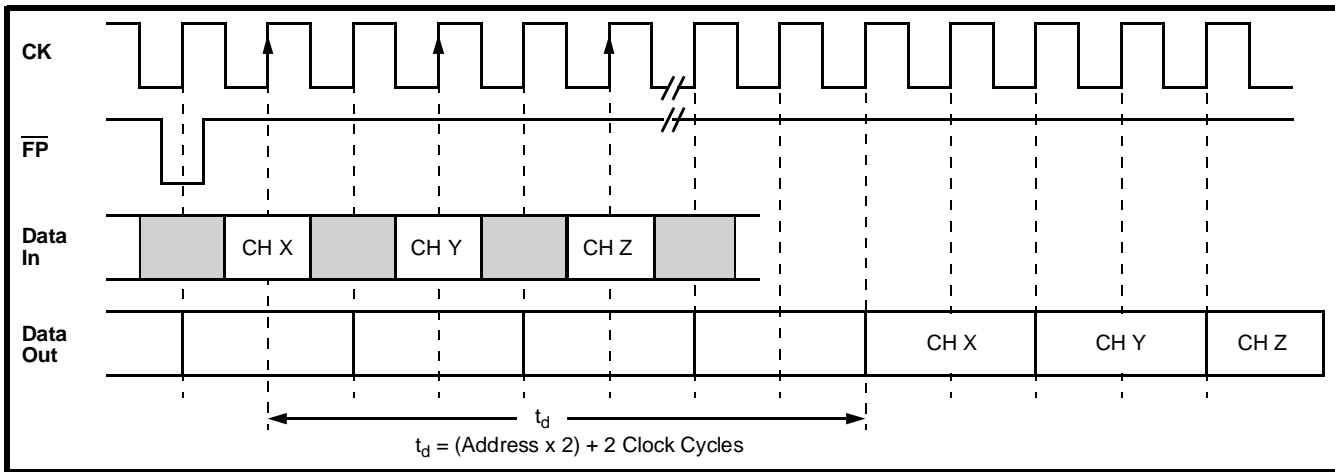 CK
FP
Data
In
CH X
CH Y
CH Z
Data
Out
CH X
CH Y
CH Z
td
td = (Address x 2) + 2 Clock Cycles